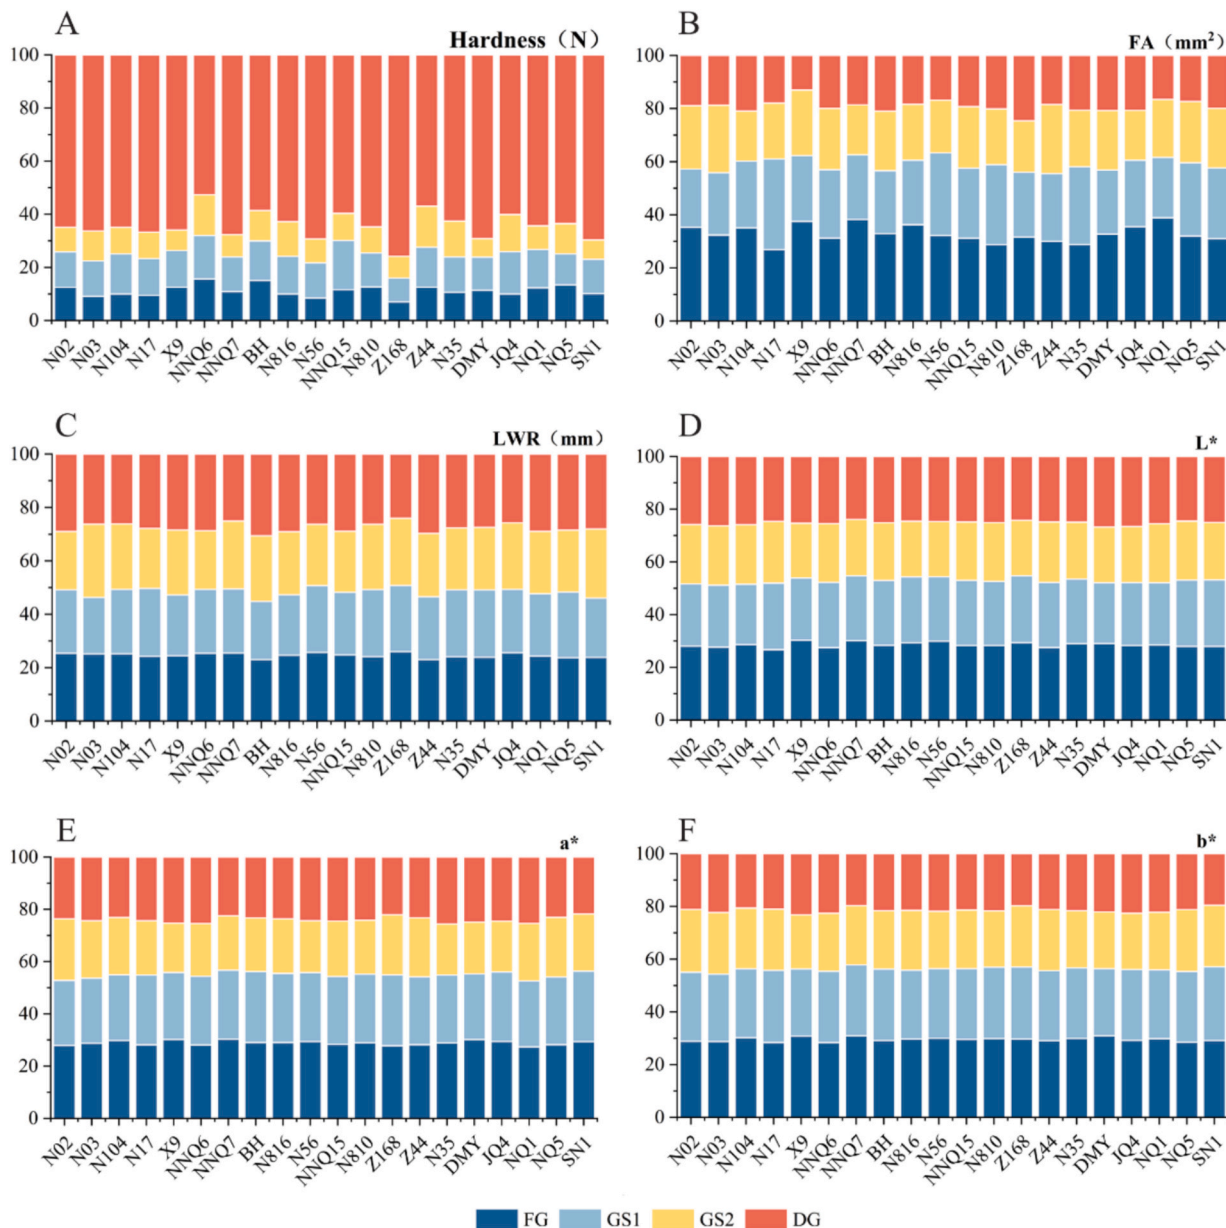 A
Hardness（N）
100
80
60
40
20
0
N02 N03 N104 N17 X9 NNQ6 NNQ7 BH N816 N56 NNQ15 N810 Z168 Z44 N35 DMY JQ4 NQ1 NQ5 SN1
B
FA（mm²）
100
80
60
40
20
0
N02 N03 N104 N17 X9 NNQ6 NNQ7 BH N816 N56 NNQ15 N810 Z168 Z44 N35 DMY JQ4 NQ1 NQ5 SN1
C
LWR（mm）
100
80
60
40
20
0
N02 N03 N104 N17 X9 NNQ6 NNQ7 BH N816 N56 NNQ15 N810 Z168 Z44 N35 DMY JQ4 NQ1 NQ5 SN1
D
L*
100
80
60
40
20
0
N02 N03 N104 N17 X9 NNQ6 NNQ7 BH N816 N56 NNQ15 N810 Z168 Z44 N35 DMY JQ4 NQ1 NQ5 SN1
E
a*
100
80
60
40
20
0
N02 N03 N104 N17 X9 NNQ6 NNQ7 BH N816 N56 NNQ15 N810 Z168 Z44 N35 DMY JQ4 NQ1 NQ5 SN1
F
b*
100
80
60
40
20
0
N02 N03 N104 N17 X9 NNQ6 NNQ7 BH N816 N56 NNQ15 N810 Z168 Z44 N35 DMY JQ4 NQ1 NQ5 SN1
FG GS1 GS2 DG